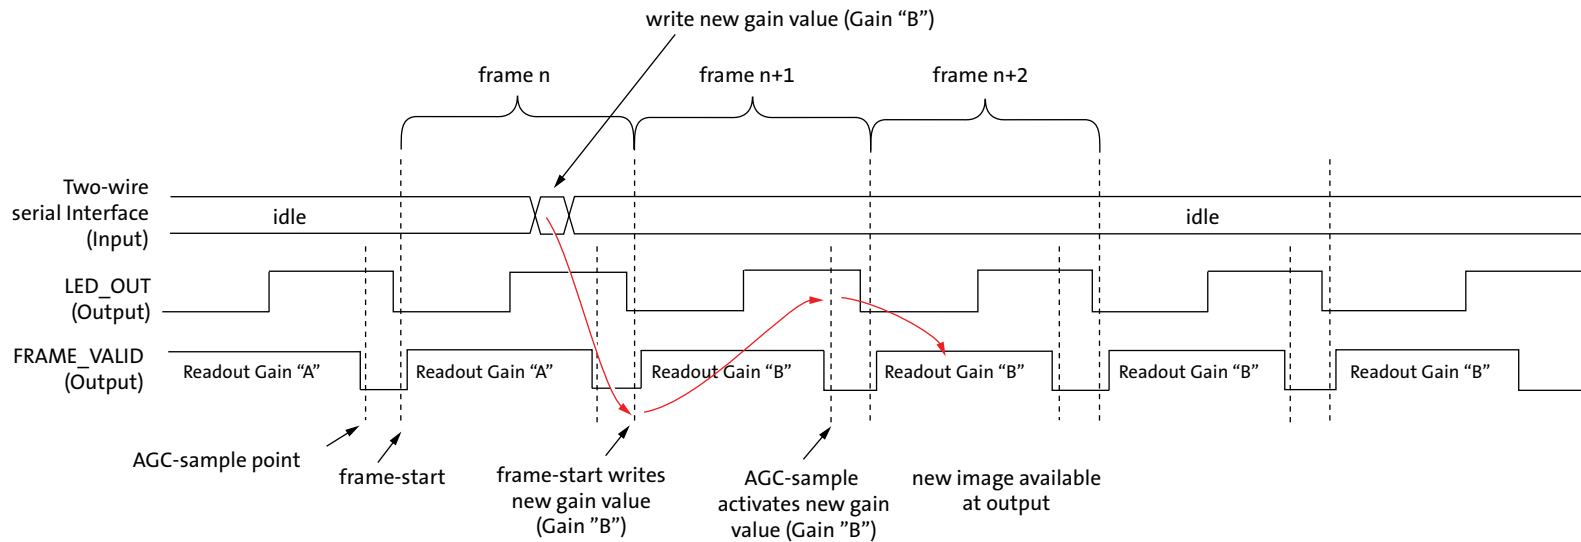 write new gain value (Gain “B”)
frame n
frame n+1
frame n+2
Two-wire
serial Interface
(Input)
idle
idle
LED_OUT
(Output)
FRAME_VALID
(Output)
Readout Gain “A”
Readout Gain “A”
Readout Gain “B”
Readout Gain “B”
Readout Gain “B”
Readout Gain “B”
AGC-sample point
frame-start
frame-start writes
new gain value
(Gain ”B”)
AGC-sample
activates new gain
value (Gain ”B”)
new image available
at output